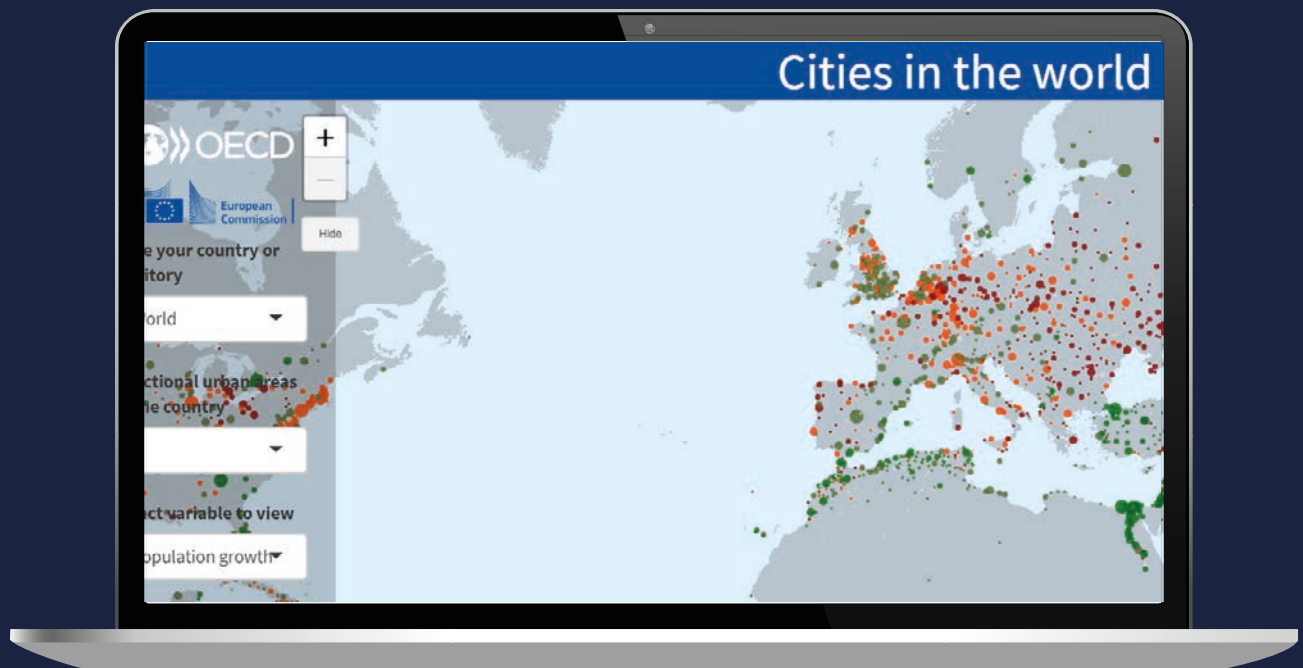 Cities in the world
OECD
+
European
Commission
Hide
e your country or
itory
orld
ctional urban areas
e country
ct variable to view
opulation growth